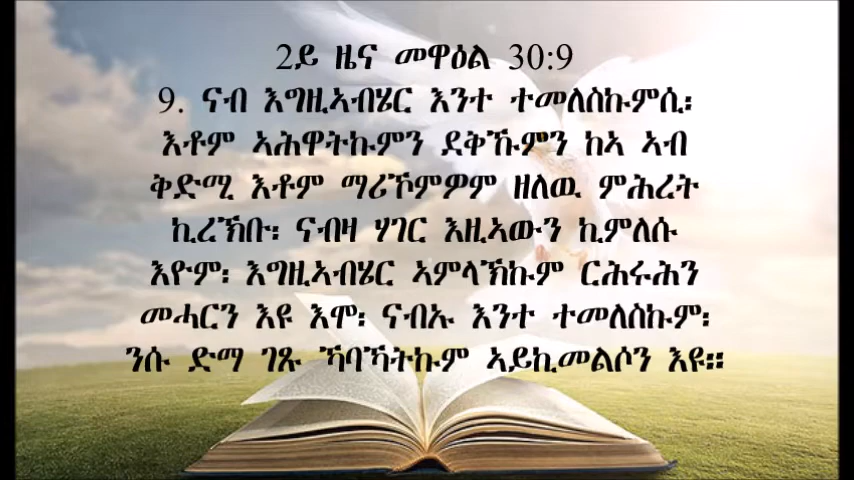 2ይ ዜና መዋዕል 30:9
9. ናብ እግዚኣብሄር እንተ ተመለስኩምሲ፡
እቶም ኣሕዋትኩምን ደቅኹምን ከኣ ኣብ
ቅድሚ እቶም ማሪኾምዎም ዘለዉ ምሕረት
ኪረኽቡ፡ ናብዛ ሃገር እዚኣውን ኪምለሱ
እዮም፡ እግዚኣብሄር ኣምላኽኩም ርሕሩሕን
መሓርን እዩ እሞ፡ ናብኡ እንተ ተመለስኩም፡
ንሱ ድማ ገጹ ኻባኻትኩም ኣይኪመልሶን እዩ።